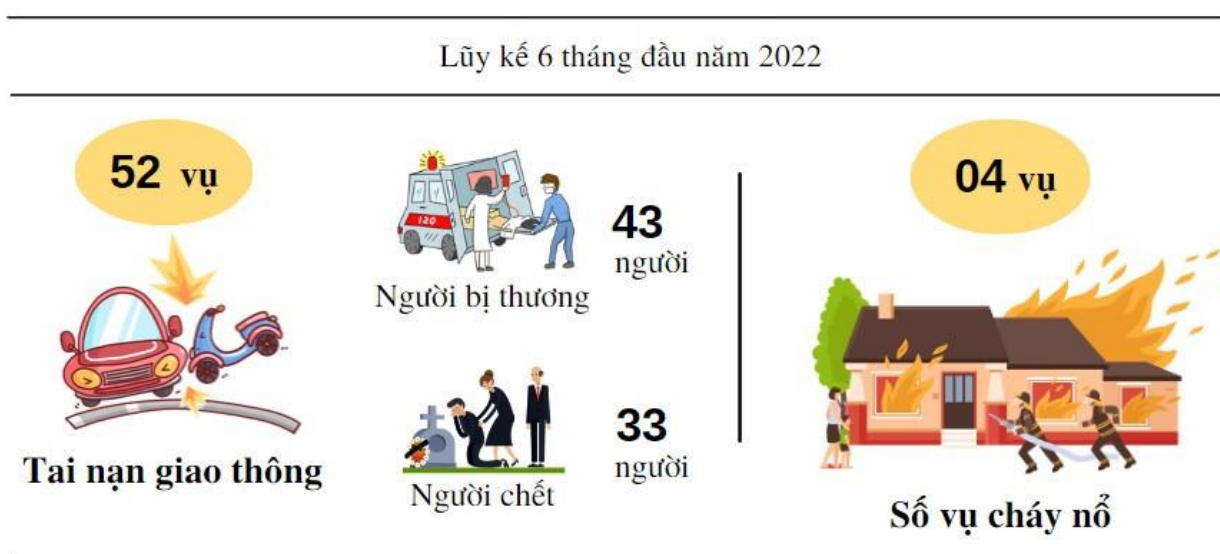 Lũy kế 6 tháng đầu năm 2022
52 vụ
Tai nạn giao thông
120
43
người
Người bị thương
33
người
Người chết
04 vụ
Số vụ cháy nổ